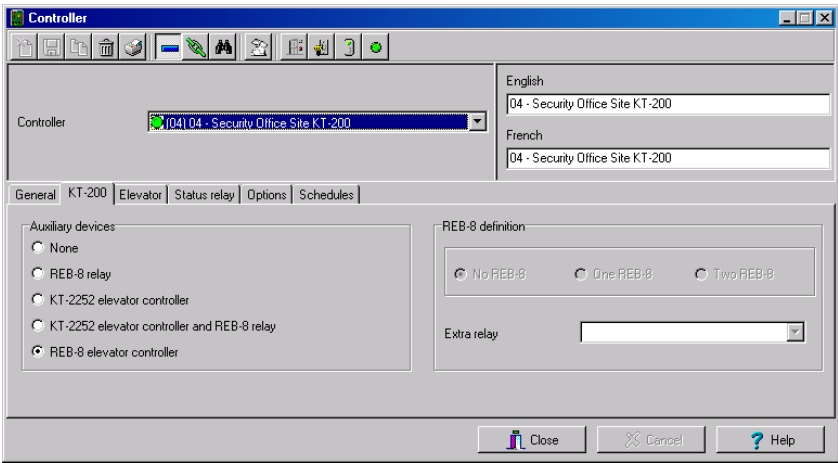 Controller
English
04 - Security Office Site KT-200
Controller
(04) 04 - Security Office Site KT-200
French
04 - Security Office Site KT-200
General KT-200 Elevator Status relay Options Schedules
Auxiliary devices
None
REB-8 relay
KT-2252 elevator controller
KT-2252 elevator controller and REB-8 relay
REB-8 elevator controller
REB-8 definition
No REB-8 One REB-8 Two REB-8
Extra relay
Close Cancel Help